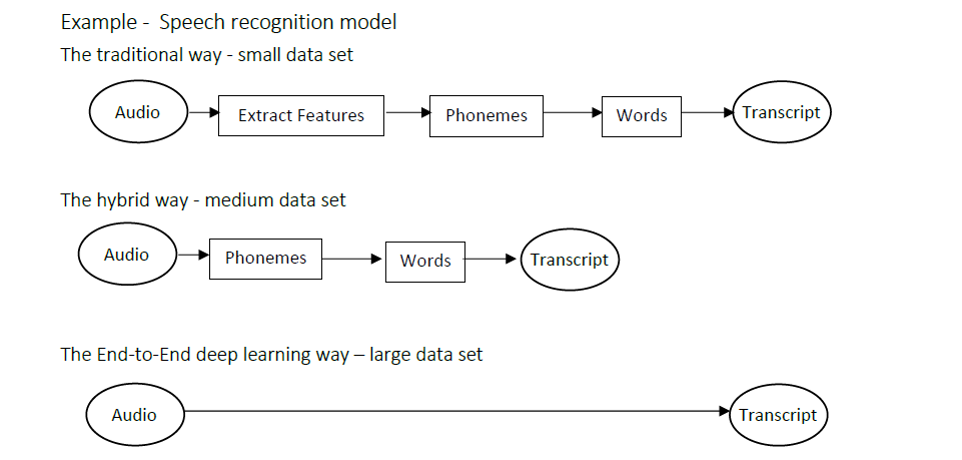 Example -  Speech recognition model
The traditional way - small data set
Audio Extract Features Phonemes Words Transcript
The hybrid way - medium data set
Audio Phonemes Words Transcript
The End-to-End deep learning way – large data set
Audio Transcript